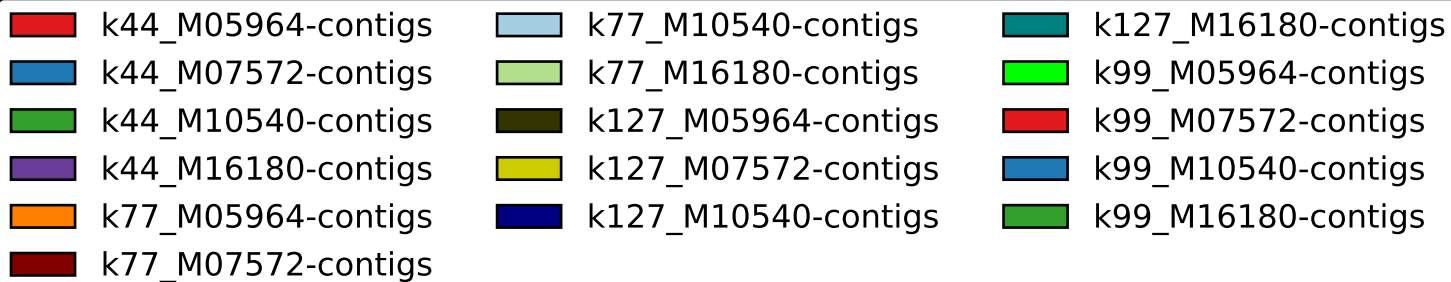 k44_M05964-contigs
k44_M07572-contigs
k44_M10540-contigs
k44_M16180-contigs
k77_M05964-contigs
k77_M07572-contigs
k77_M10540-contigs
k77_M16180-contigs
k127_M05964-contigs
k127_M07572-contigs
k127_M10540-contigs
k127_M16180-contigs
k99_M05964-contigs
k99_M07572-contigs
k99_M10540-contigs
k99_M16180-contigs